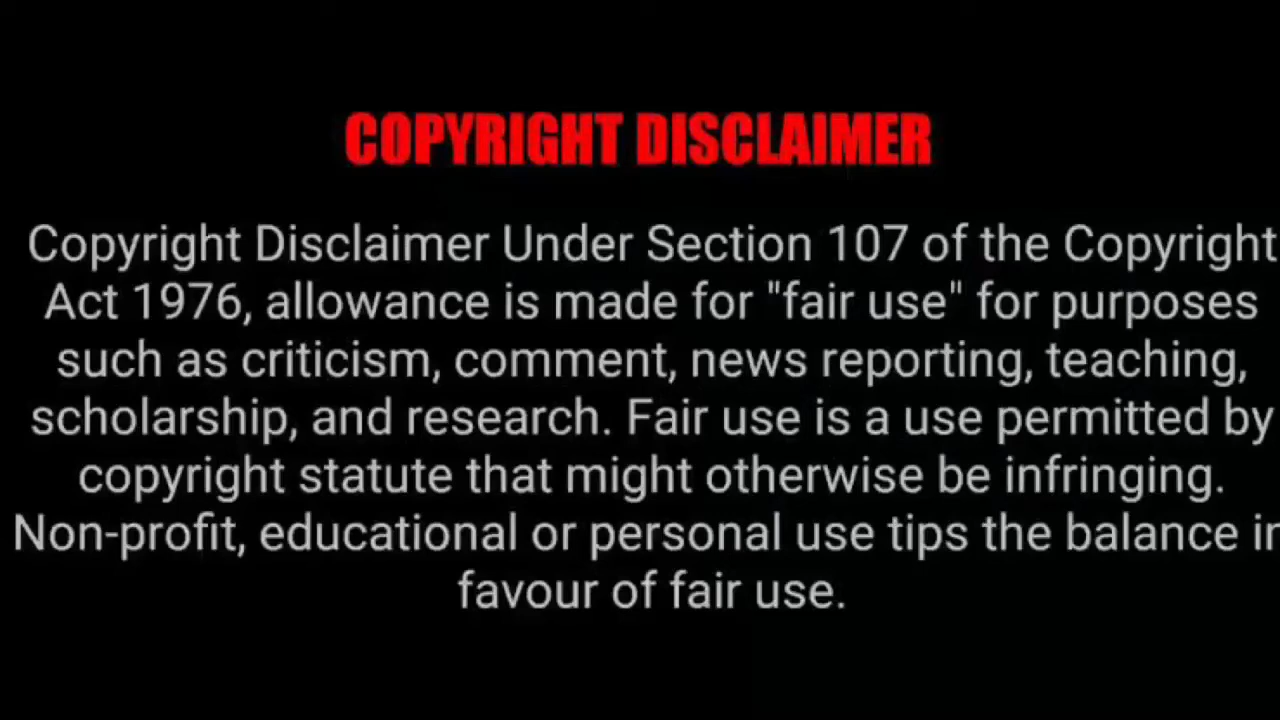 COPYRIGHT DISCLAIMER
Copyright Disclaimer Under Section 107 of the Copyright
Act 1976, allowance is made for "fair use" for purposes
such as criticism, comment, news reporting, teaching,
scholarship, and research. Fair use is a use permitted by
copyright statute that might otherwise be infringing.
Non-profit, educational or personal use tips the balance in
favour of fair use.